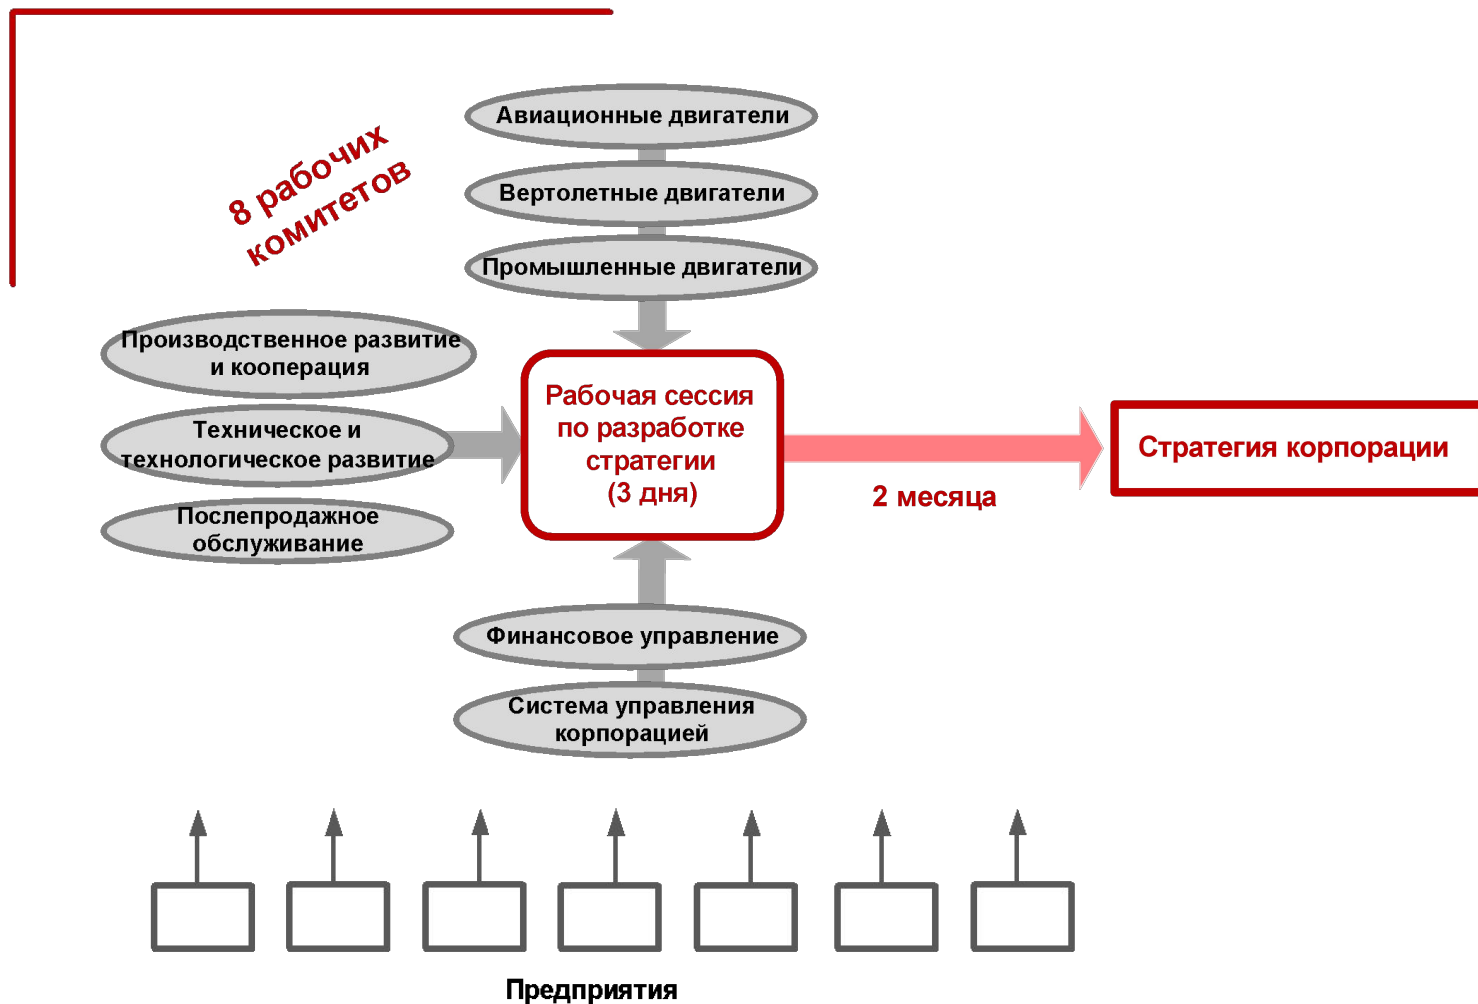 Авиационные двигатели
8 рабочих
комитетов
Вертолетные двигатели
Промышленные двигатели
Производственное развитие
и кооперация
Техническое и
технологическое развитие
Послепродажное
обслуживание
Рабочая сессия
по разработке
стратегии
(3 дня)
2 месяца
Стратегия корпорации
Финансовое управление
Система управления
корпорацией
Предприятия